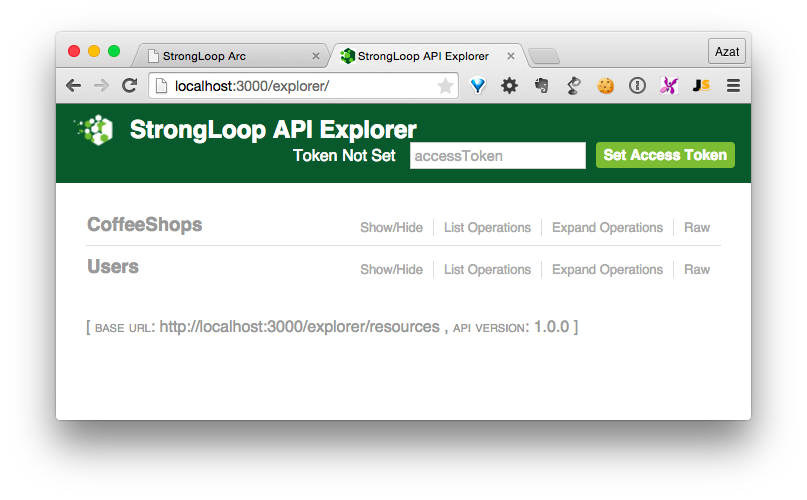 StrongLoop Arc
StrongLoop API Explorer
Azat
localhost:3000/explorer/
JS
StrongLoop API Explorer
Token Not Set accessToken Set Access Token
CoffeeShops Show/Hide List Operations Expand Operations Raw
Users Show/Hide List Operations Expand Operations Raw
[ BASE URL: http://localhost:3000/explorer/resources , API VERSION: 1.0.0 ]